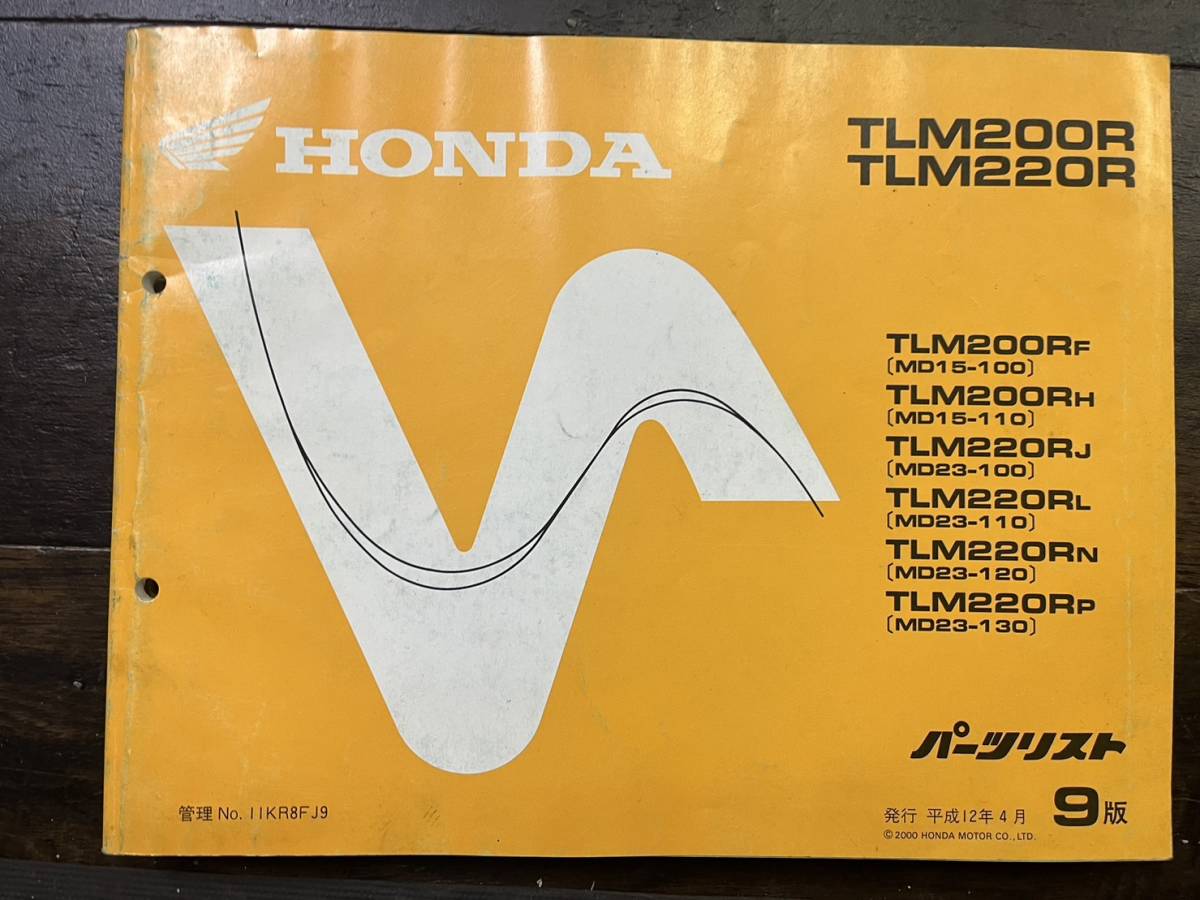 HONDA
TLM200R
TLM220R
TLM200RF
〔MD15-100〕
TLM200RH
〔MD15-110〕
TLM220RJ
〔MD23-100〕
TLM220RL
〔MD23-110〕
TLM220RN
〔MD23-120〕
TLM220RP
〔MD23-130〕
パーツリスト
管理 No. 11KR8FJ9
発行 平成12年4月 9版
© 2000 HONDA MOTOR CO., LTD.